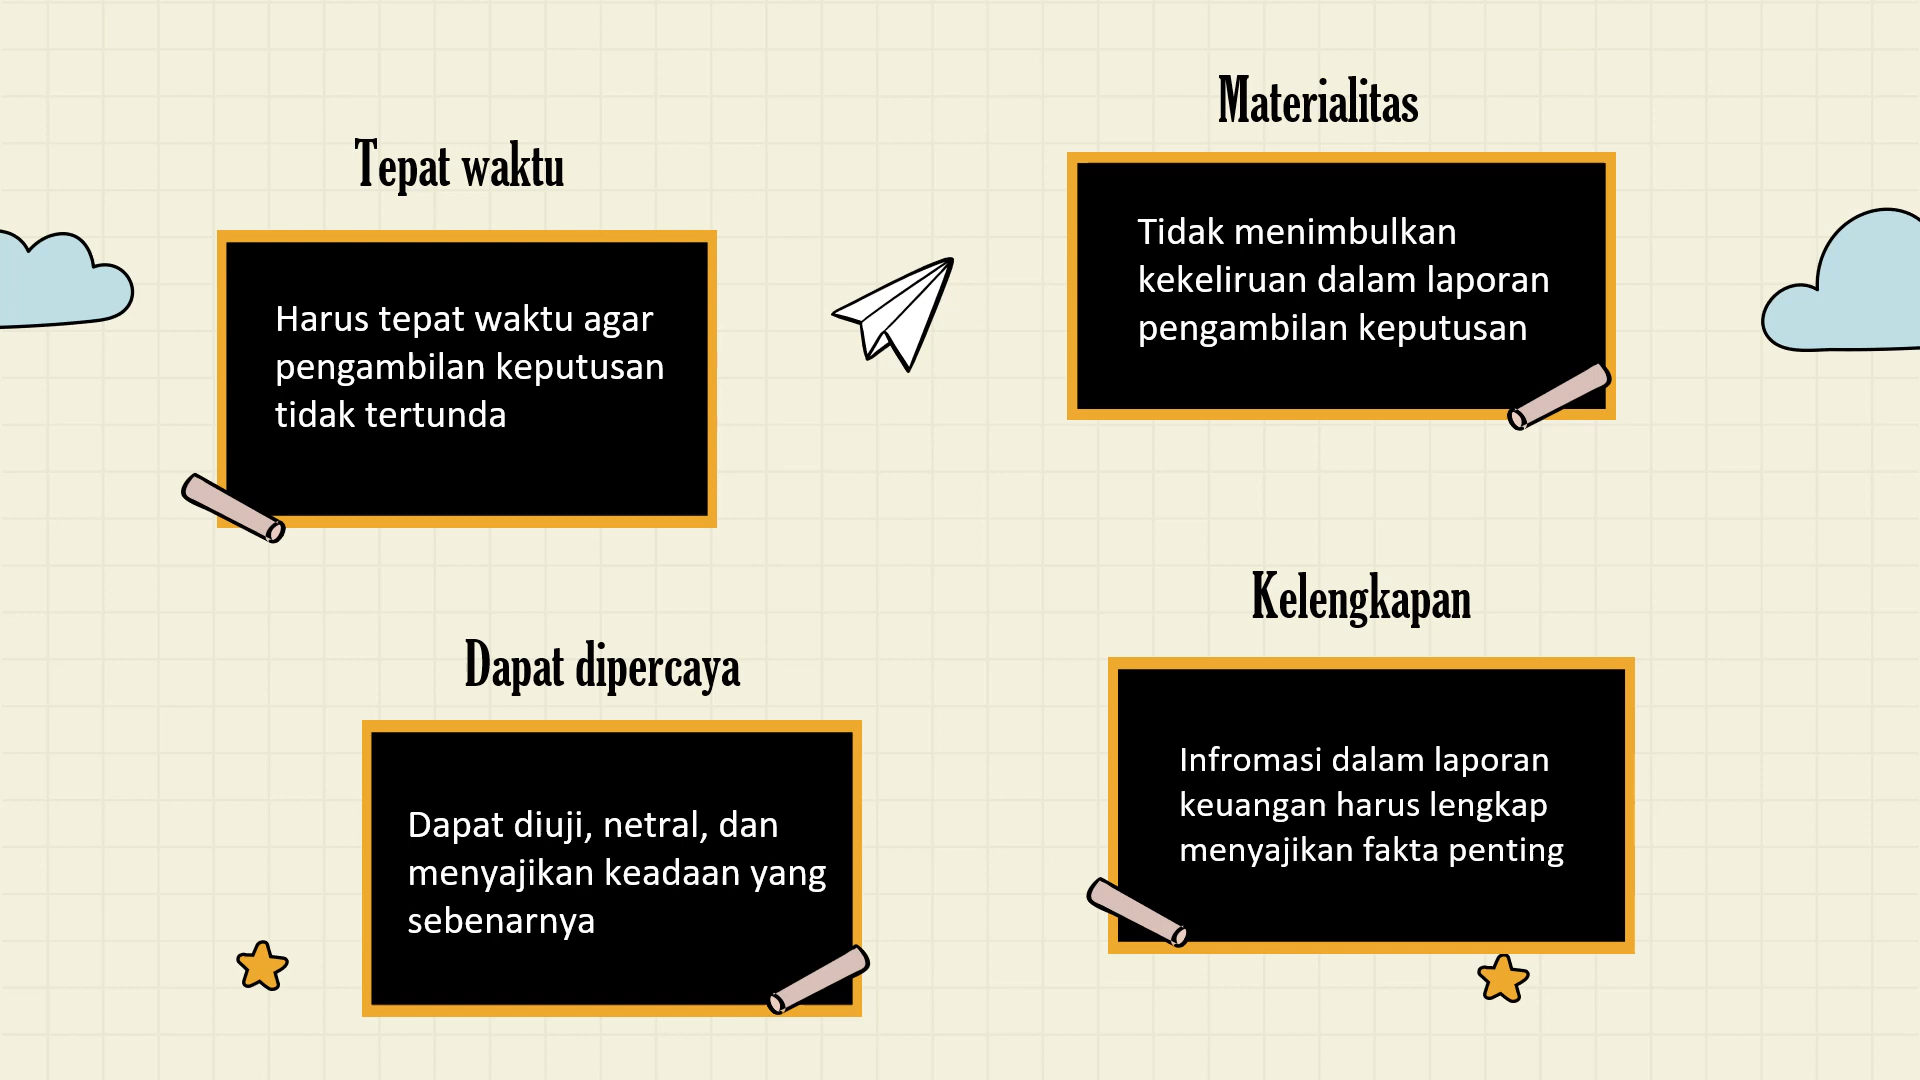 Tepat waktu
Harus tepat waktu agar
pengambilan keputusan
tidak tertunda
Materialitas
Tidak menimbulkan
kekeliruan dalam laporan
pengambilan keputusan
Dapat dipercaya
Dapat diuji, netral, dan
menyajikan keadaan yang
sebenarnya
Kelengkapan
Infromasi dalam laporan
keuangan harus lengkap
menyajikan fakta penting